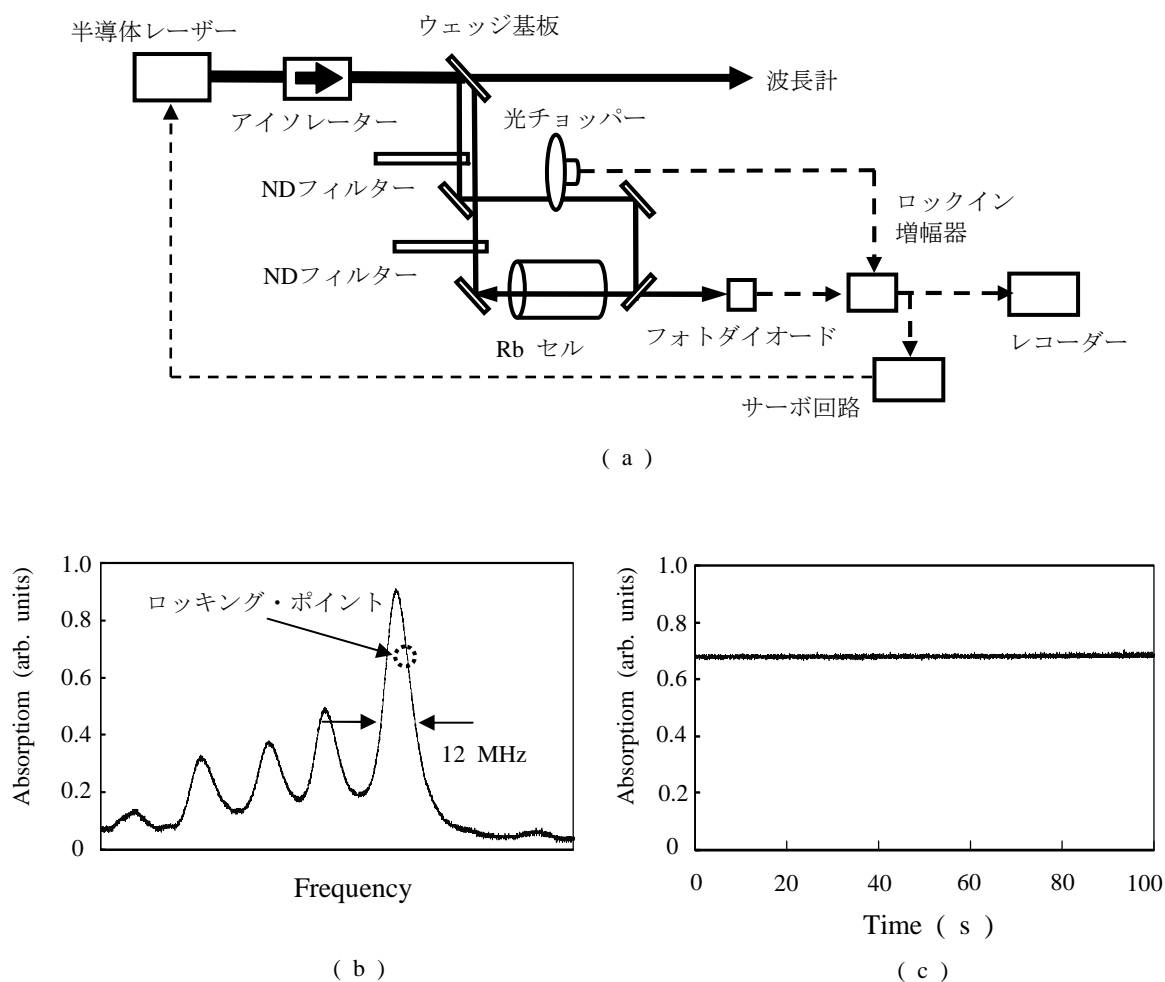 半導体レーザー
ウェッジ基板
波長計
アイソレーター
光チョッパー
NDフィルター
ロックイン
増幅器
NDフィルター
Rb セル
フォトダイオード
レコーダー
サーボ回路
( a )
Absorptiom (arb. units)
1.0
0.8
0.6
0.4
0.2
0
ロッキング・ポイント
12 MHz
Frequency
( b )
Absorptiom (arb. units)
1.0
0.8
0.6
0.4
0.2
0
0 20 40 60 80 100
Time ( s )
( c )